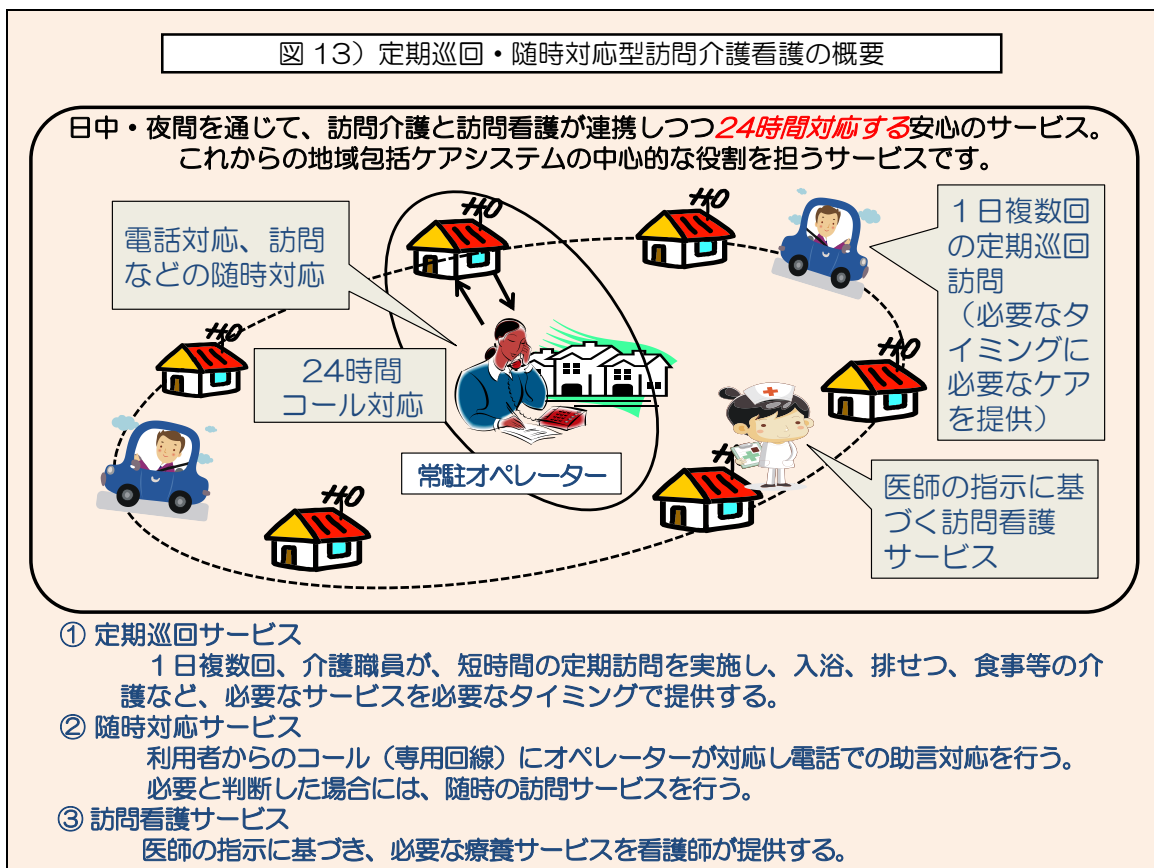 図 13）定期巡回・随時対応型訪問介護看護の概要
日中・夜間を通じて、訪問介護と訪問看護が連携しつつ24時間対応する安心のサービス。
これからの地域包括ケアシステムの中心的な役割を担うサービスです。
電話対応、訪問
などの随時対応
24時間
コール対応
常駐オペレーター
１日複数回
の定期巡回
訪問
（必要なタ
イミングに
必要なケア
を提供）
医師の指示に基
づく訪問看護
サービス
① 定期巡回サービス
１日複数回、介護職員が、短時間の定期訪問を実施し、入浴、排せつ、食事等の介
護など、必要なサービスを必要なタイミングで提供する。
② 随時対応サービス
利用者からのコール（専用回線）にオペレーターが対応し電話での助言対応を行う。
必要と判断した場合には、随時の訪問サービスを行う。
③ 訪問看護サービス
医師の指示に基づき、必要な療養サービスを看護師が提供する。